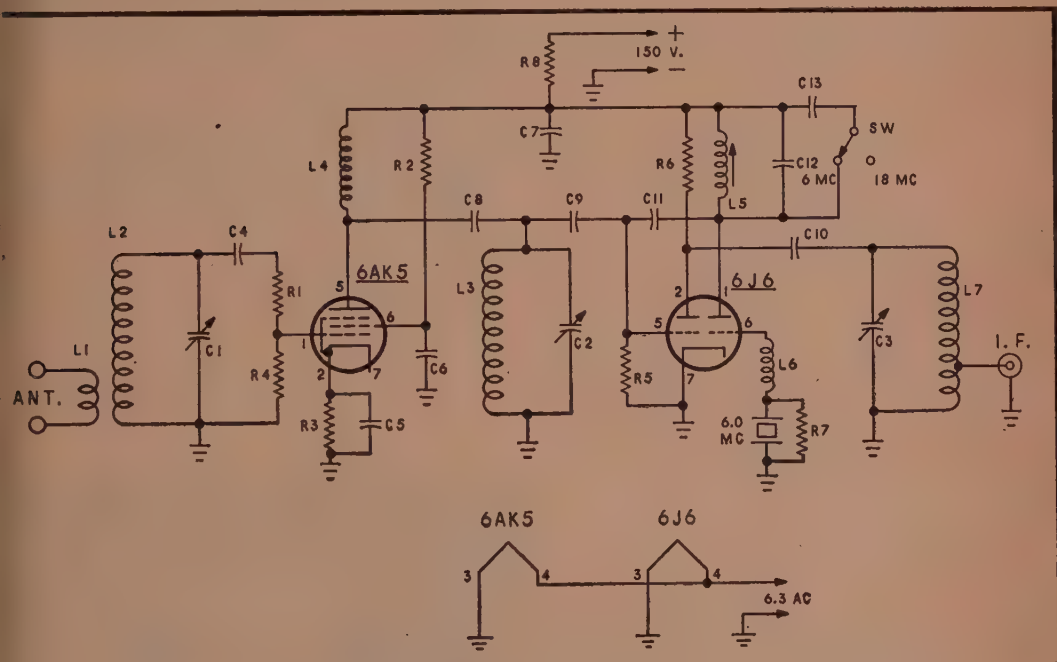 +
150 V.
−
R8
C13
SW
C7
R2
L4
R6
C12
6 MC
18 MC
L5
C8
C9
C11
C10
L2
C4
6AK5
L3
6J6
L7
5
2
1
R1
6
5
6
I. F.
C1
1
C2
C3
L1
R4
2
7
C6
R5
7
L6
ANT.
R3
C5
6.0
MC
R7
6AK5
6J6
3
4
3
4
6.3 AC